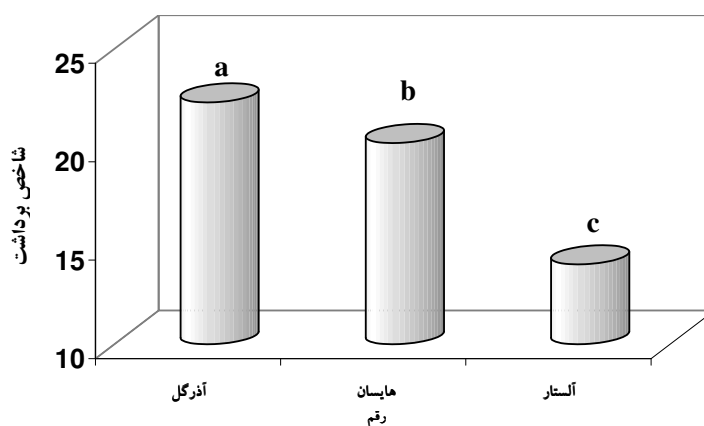 25
a
b
20
شاخص برداشت
15
c
10
آذرگل
هایسان
آلستار
رقم